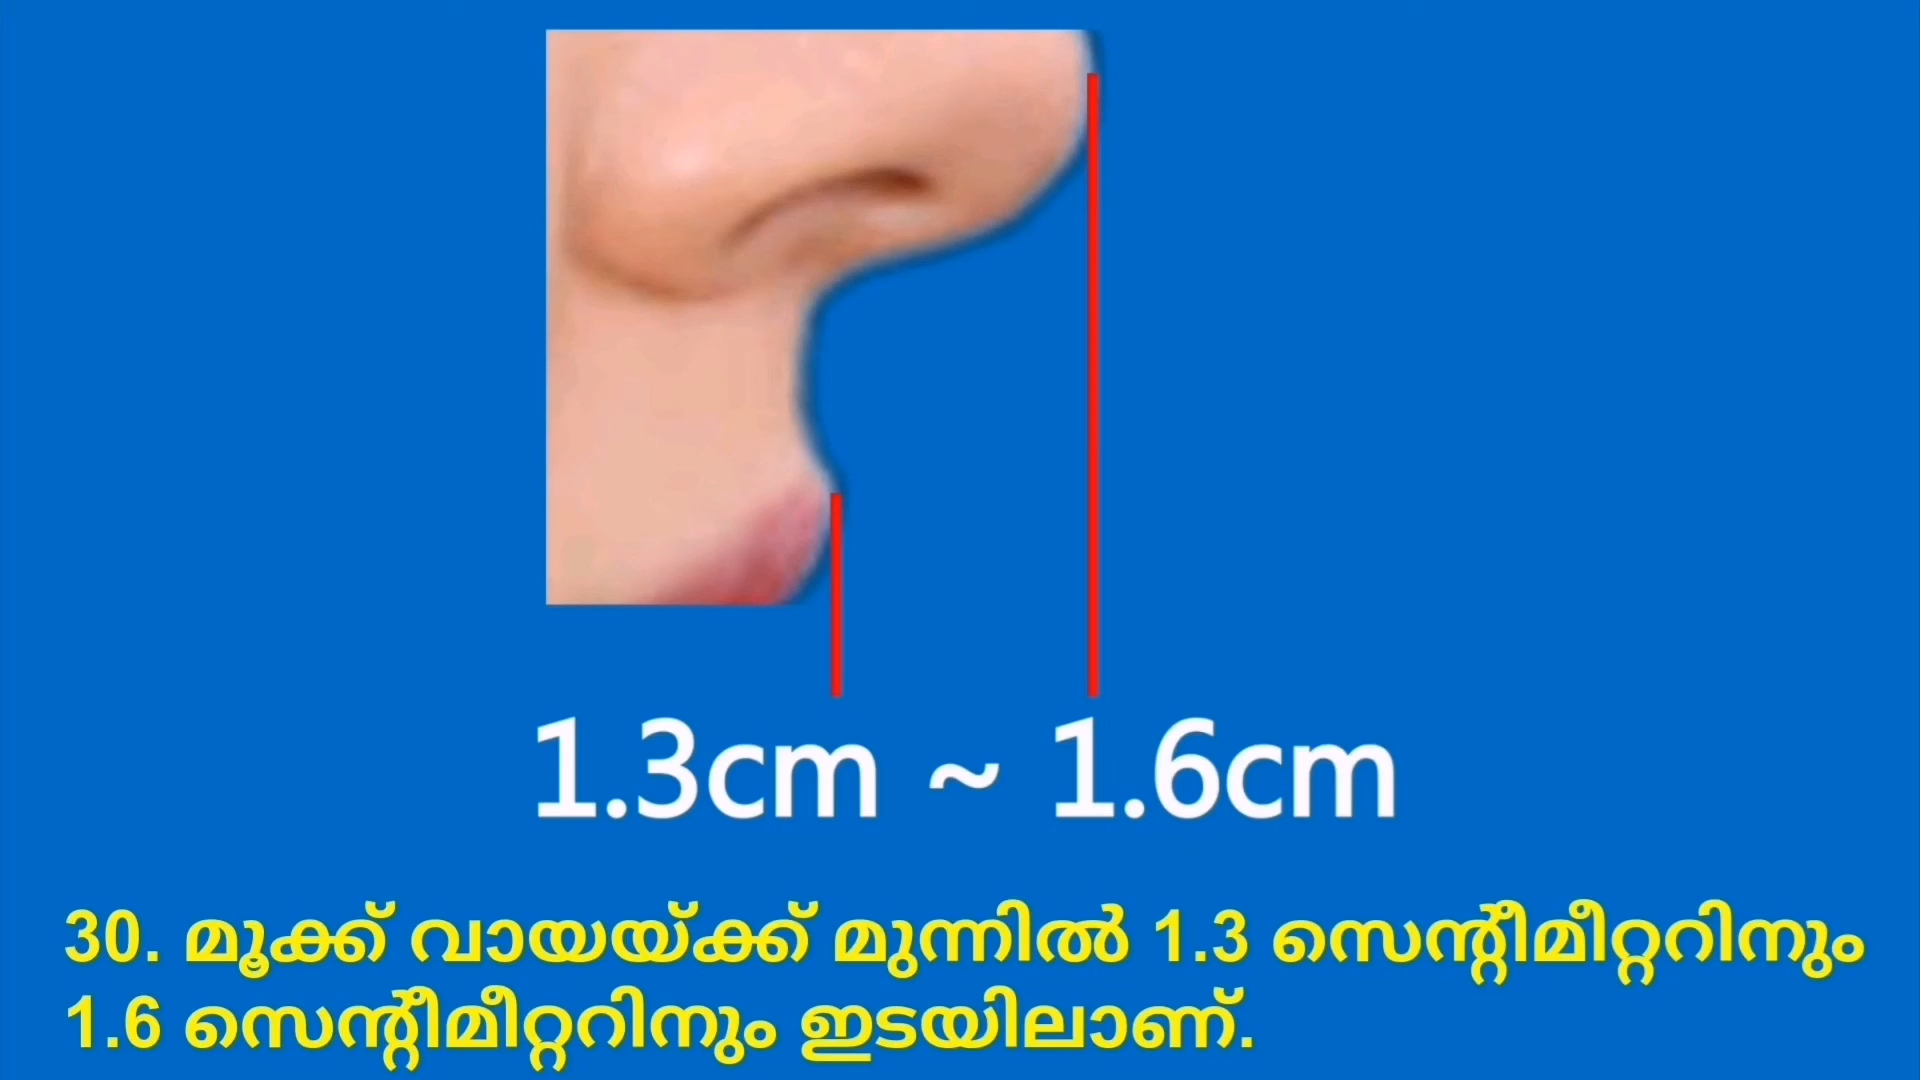 1.3cm ~ 1.6cm
30. മൂക്ക് വായയ്ക്ക് മുന്നിൽ 1.3 സെന്റീമീറ്ററിനും
1.6 സെന്റീമീറ്ററിനും ഇടയിലാണ്.